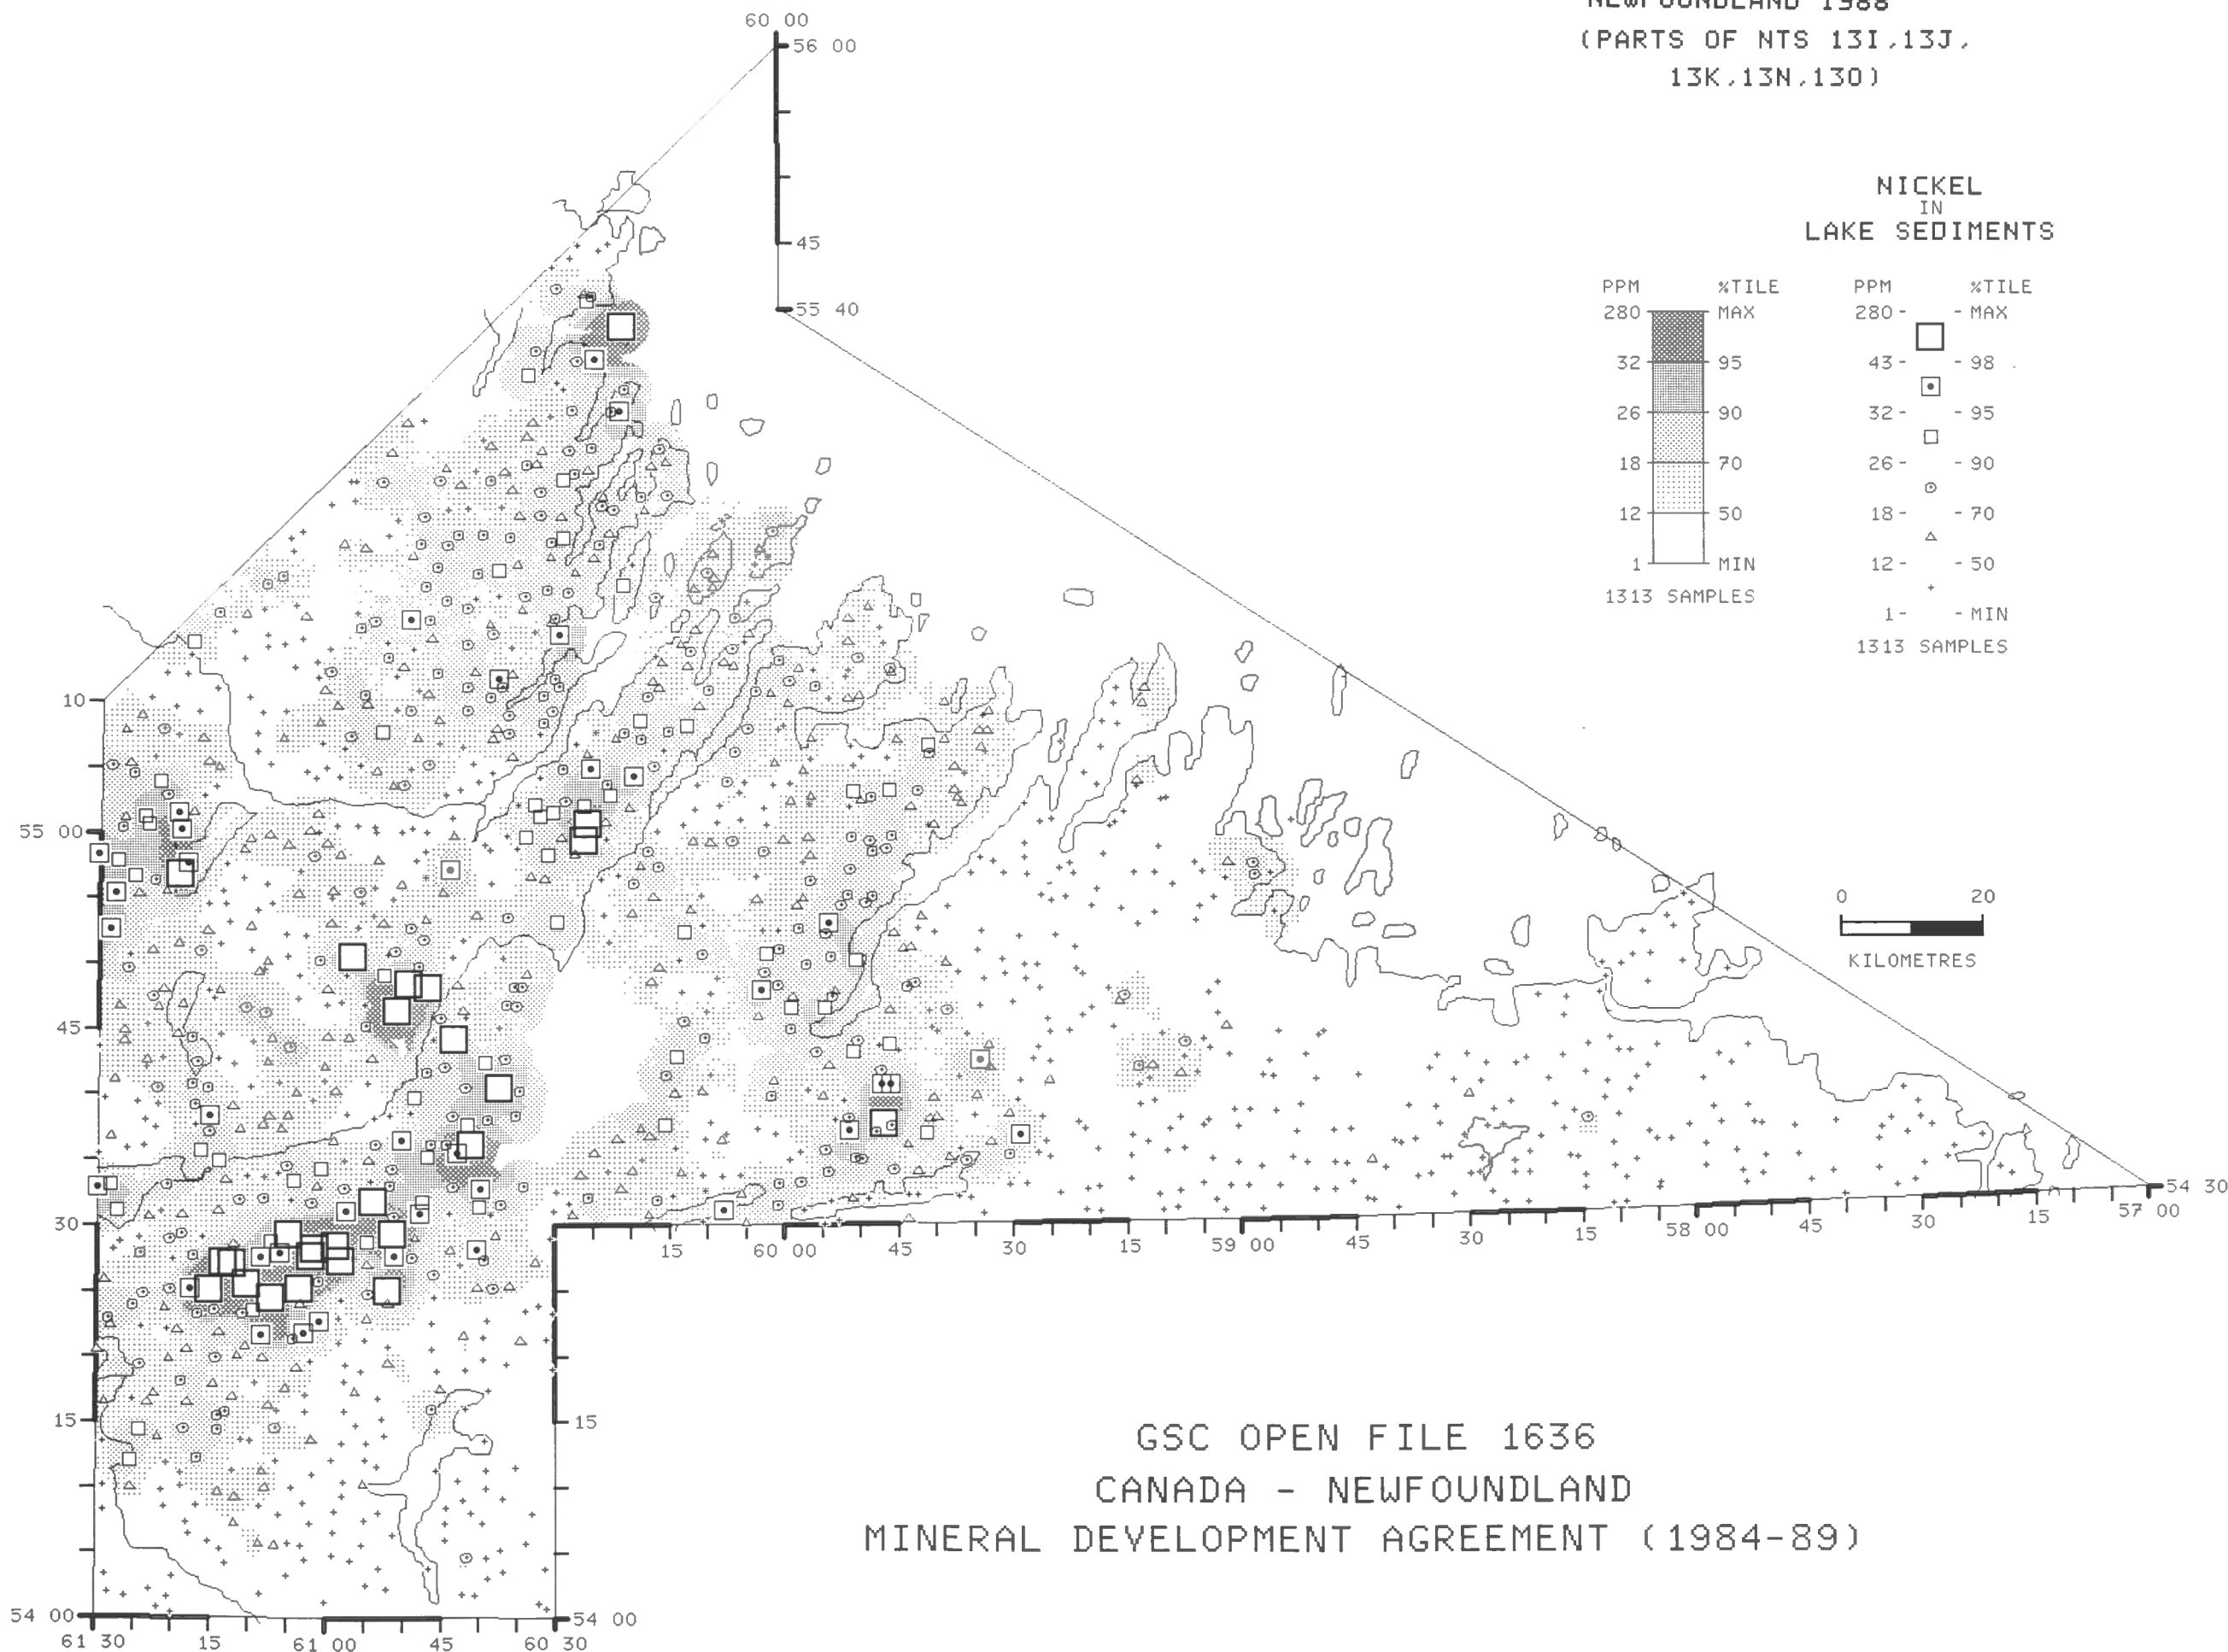 NEWFOUNDLAND 1988
(PARTS OF NTS 13I,13J,
13K,13N,13O)
NICKEL
IN
LAKE SEDIMENTS
PPM %TILE
280 MAX
32 95
26 90
18 70
12 50
1 MIN
1313 SAMPLES
PPM %TILE
280 - - MAX
43 - - 98
32 - - 95
26 - - 90
18 - - 70
12 - - 50
1 - - MIN
1313 SAMPLES
60 00
56 00
45
55 40
10
55 00
45
30
15
54 00
61 30
15
61 00
45
60 30
54 00
15
15
60 00
45
30
15
59 00
45
30
15
58 00
45
30
15
57 00
54 30
0 20
KILOMETRES
GSC OPEN FILE 1636
CANADA - NEWFOUNDLAND
MINERAL DEVELOPMENT AGREEMENT (1984-89)